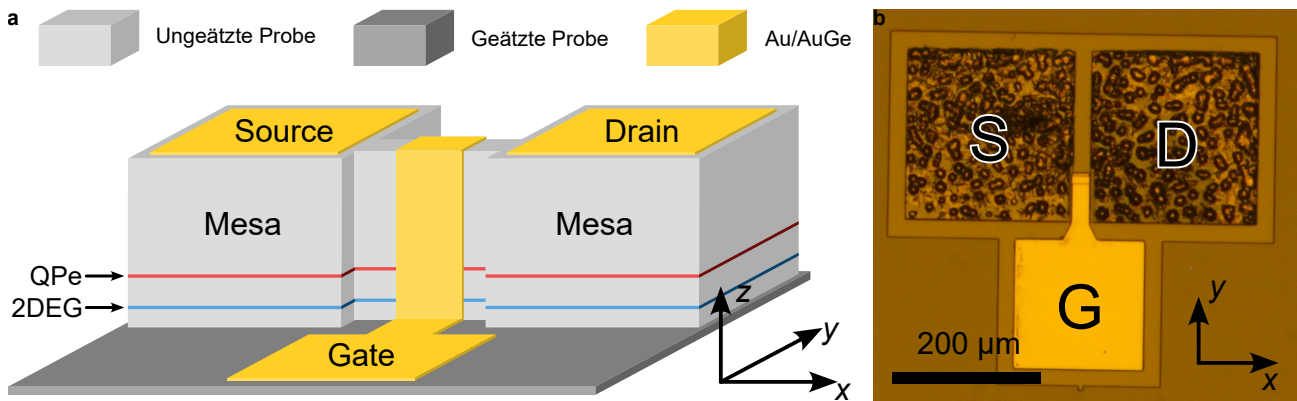 a
Ungeätzte Probe
Geätzte Probe
Au/AuGe
Source
Drain
Mesa
Mesa
QPe
2DEG
Gate
z
y
x
b
S
D
G
200 µm
y
x